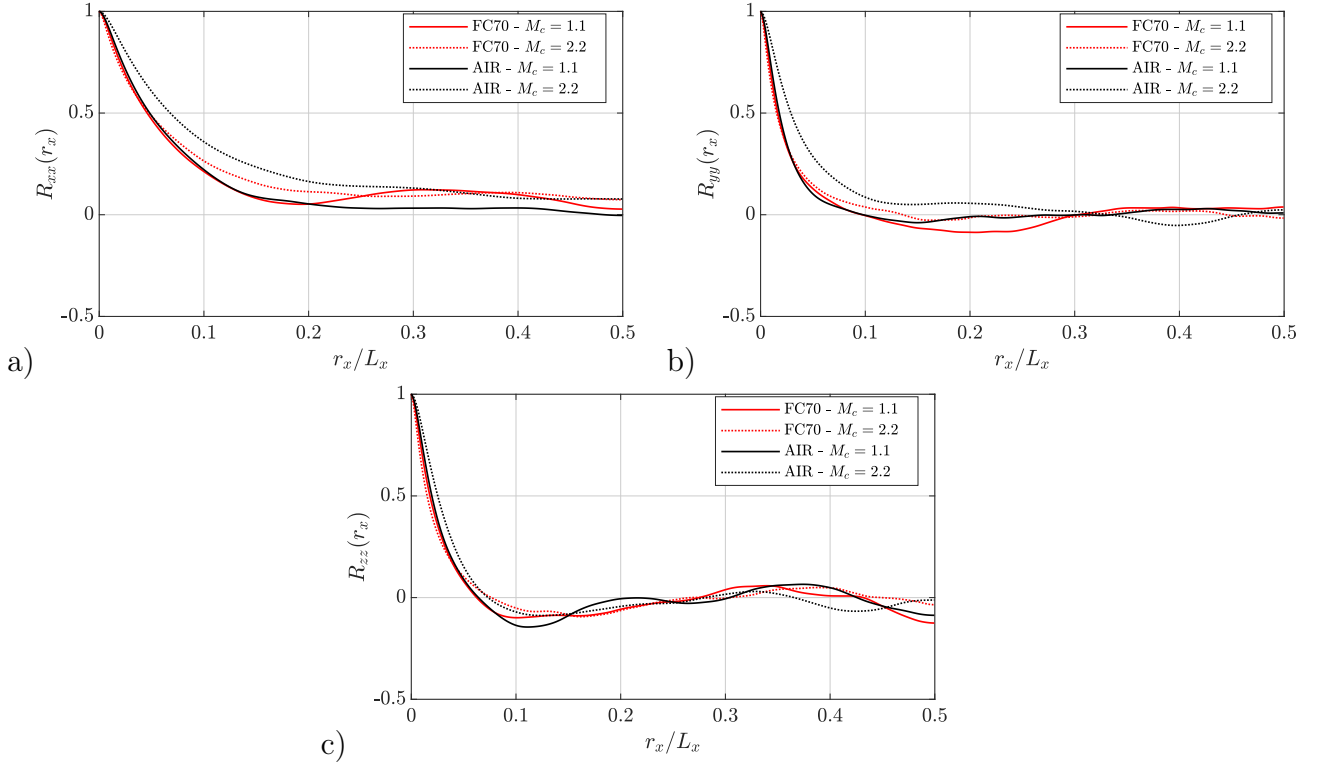 1
0.5
0
-0.5
R_{xx}(r_x)
FC70 - M_c = 1.1
FC70 - M_c = 2.2
AIR - M_c = 1.1
AIR - M_c = 2.2
0 0.1 0.2 0.3 0.4 0.5
r_x/L_x
a)
1
0.5
0
-0.5
R_{yy}(r_x)
FC70 - M_c = 1.1
FC70 - M_c = 2.2
AIR - M_c = 1.1
AIR - M_c = 2.2
0 0.1 0.2 0.3 0.4 0.5
r_x/L_x
b)
1
0.5
0
-0.5
R_{zz}(r_x)
FC70 - M_c = 1.1
FC70 - M_c = 2.2
AIR - M_c = 1.1
AIR - M_c = 2.2
0 0.1 0.2 0.3 0.4 0.5
r_x/L_x
c)